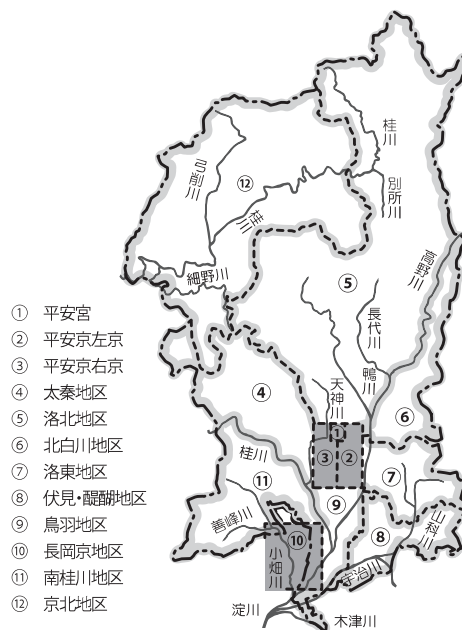 ① 平安宮
② 平安京左京
③ 平安京右京
④ 太秦地区
⑤ 洛北地区
⑥ 北白川地区
⑦ 洛東地区
⑧ 伏見・醍醐地区
⑨ 鳥羽地区
⑩ 長岡京地区
⑪ 南桂川地区
⑫ 京北地区
桂川
弓削川
⑫
別所川
桂川
高野川
細野川
⑤
長代川
鴨川
④
天神川
⑥
①
③
②
桂川
⑦
⑪
⑨
善峰川
⑩
⑧
山科川
小畑川
宇治川
淀川
木津川